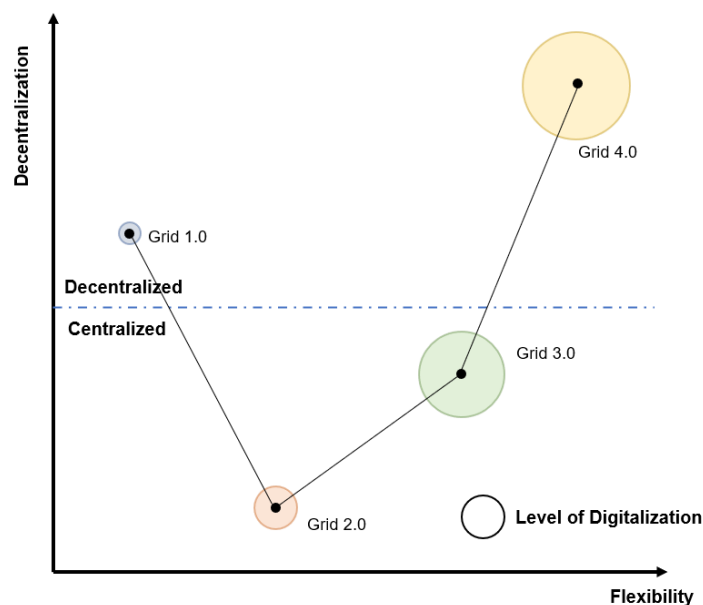 Decentralization
Grid 4.0
Grid 1.0
Decentralized
Centralized
Grid 3.0
Grid 2.0
Level of Digitalization
Flexibility